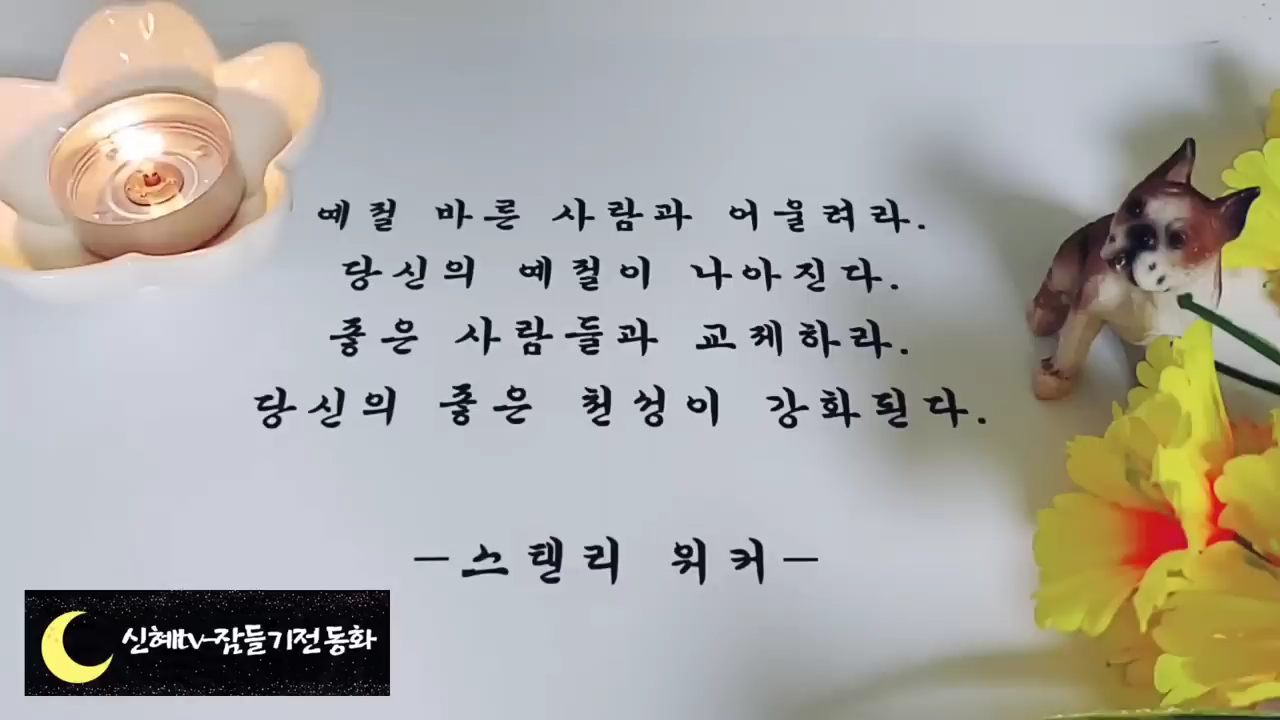 예절 바른 사람과 어울려라.
당신의 예절이 나아진다.
좋은 사람들과 교제하라.
당신의 좋은 천성이 강화된다.
-스탤리 워커-
신혜tv-잠들기전 동화